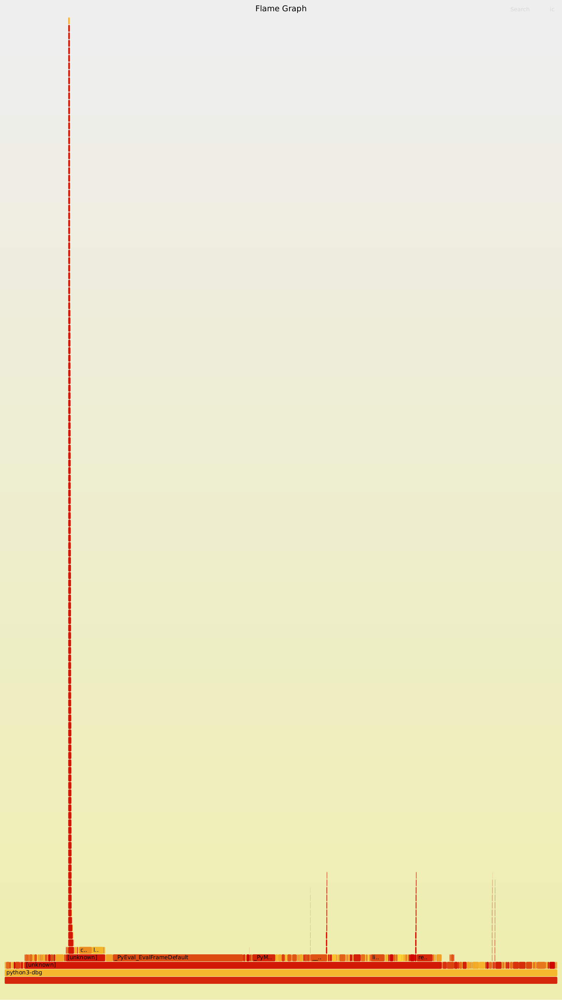 Flame Graph
Search ic
c.. l..
[unknown] _PyEval_EvalFrameDefault _PyM.. __.. li.. re..
[unknown]
python3-dbg